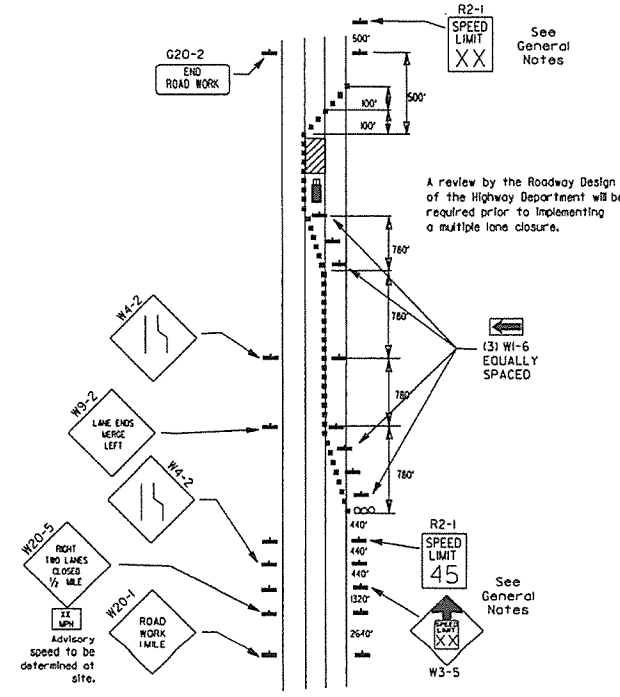 R2-1
SPEED
LIMIT
XX
See
General
Notes
500'
G20-2
END
ROAD WORK
100'
500'
100'
A review by the Roadway Design
of the Highway Department will be
required prior to implementing
a multiple lane closure.
780'
W4-2
780'
(3) W1-6
EQUALLY
SPACED
W9-2
LANE ENDS
MERGE
LEFT
780
W4-2
780'
440'
R2-1
SPEED
LIMIT
45
W20-5
RIGHT
TWO LANES
CLOSED
1/2 MILE
440'
440'
XX
MPH
Advisory
speed to be
determined at
site.
W20-1
ROAD
WORK
1 MILE
1320'
2640'
See
General
Notes
SPEED
LIMIT
XX
W3-5